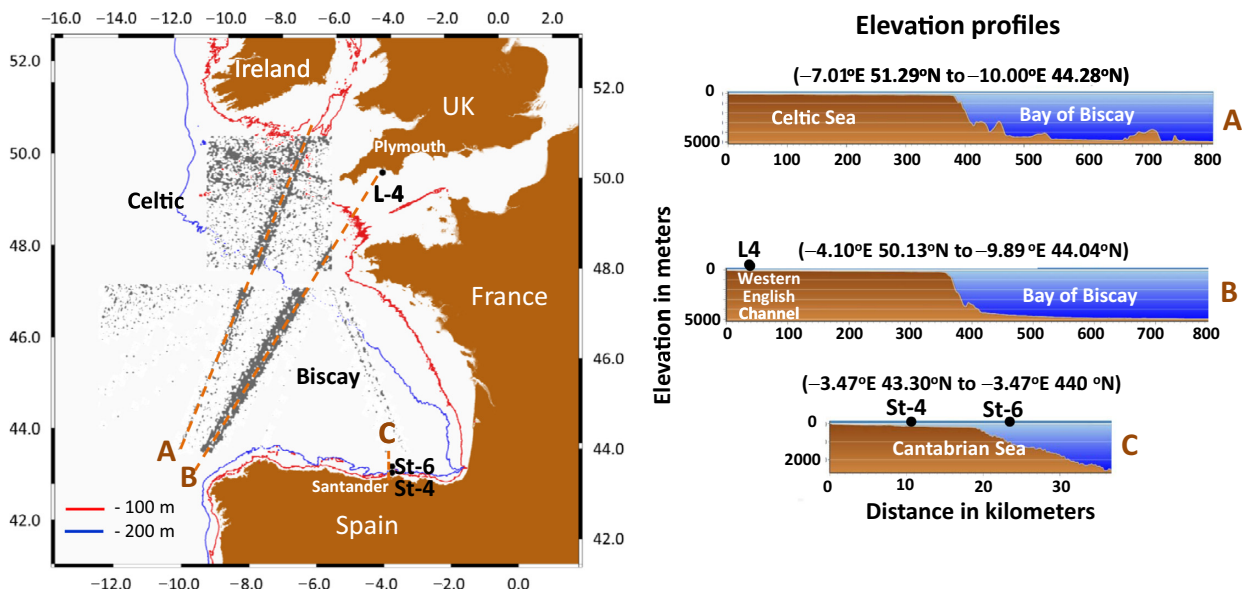 −16.0 −14.0 −12.0 −10.0 −8.0 −6.0 −4.0 −2.0 0.0 2.0
52.0
50.0
48.0
46.0
44.0
42.0
52.0
50.0
48.0
46.0
44.0
42.0
−12.0 −10.0 −8.0 −6.0 −4.0 −2.0 0.0
Ireland
UK
Plymouth
L-4
Celtic
France
Biscay
A
B
C
St-6
St-4
Santander
Spain
- 100 m
- 200 m
Elevation profiles
Elevation in meters
(−7.01ºE 51.29ºN to −10.00ºE 44.28ºN)
0
5000
Celtic Sea
Bay of Biscay
A
0 100 200 300 400 500 600 700 800
L4
(−4.10ºE 50.13ºN to −9.89 ºE 44.04ºN)
0
5000
Western
English
Channel
Bay of Biscay
B
0 100 200 300 400 500 600 700 800
(−3.47ºE 43.30ºN to −3.47ºE 440 ºN)
St-4
St-6
0
2000
Cantabrian Sea
C
0 10 20 30
Distance in kilometers